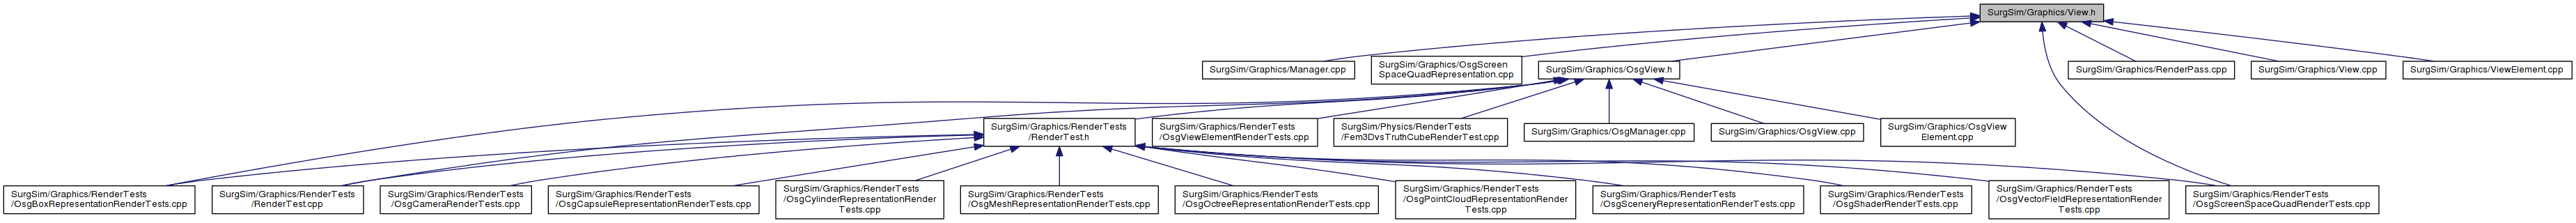 SurgSim/Graphics/View.h
SurgSim/Graphics/Manager.cpp
SurgSim/Graphics/OsgScreen
SpaceQuadRepresentation.cpp
SurgSim/Graphics/OsgView.h
SurgSim/Graphics/RenderPass.cpp
SurgSim/Graphics/View.cpp
SurgSim/Graphics/ViewElement.cpp
SurgSim/Graphics/RenderTests
/RenderTest.h
SurgSim/Graphics/RenderTests
/OsgViewElementRenderTests.cpp
SurgSim/Physics/RenderTests
/Fem3DvsTruthCubeRenderTest.cpp
SurgSim/Graphics/OsgManager.cpp
SurgSim/Graphics/OsgView.cpp
SurgSim/Graphics/OsgView
Element.cpp
SurgSim/Graphics/RenderTests
/OsgBoxRepresentationRenderTests.cpp
SurgSim/Graphics/RenderTests
/RenderTest.cpp
SurgSim/Graphics/RenderTests
/OsgCameraRenderTests.cpp
SurgSim/Graphics/RenderTests
/OsgCapsuleRepresentationRenderTests.cpp
SurgSim/Graphics/RenderTests
/OsgCylinderRepresentationRender
Tests.cpp
SurgSim/Graphics/RenderTests
/OsgMeshRepresentationRenderTests.cpp
SurgSim/Graphics/RenderTests
/OsgOctreeRepresentationRenderTests.cpp
SurgSim/Graphics/RenderTests
/OsgPointCloudRepresentationRender
Tests.cpp
SurgSim/Graphics/RenderTests
/OsgSceneryRepresentationRenderTests.cpp
SurgSim/Graphics/RenderTests
/OsgShaderRenderTests.cpp
SurgSim/Graphics/RenderTests
/OsgVectorFieldRepresentationRender
Tests.cpp
SurgSim/Graphics/RenderTests
/OsgScreenSpaceQuadRenderTests.cpp